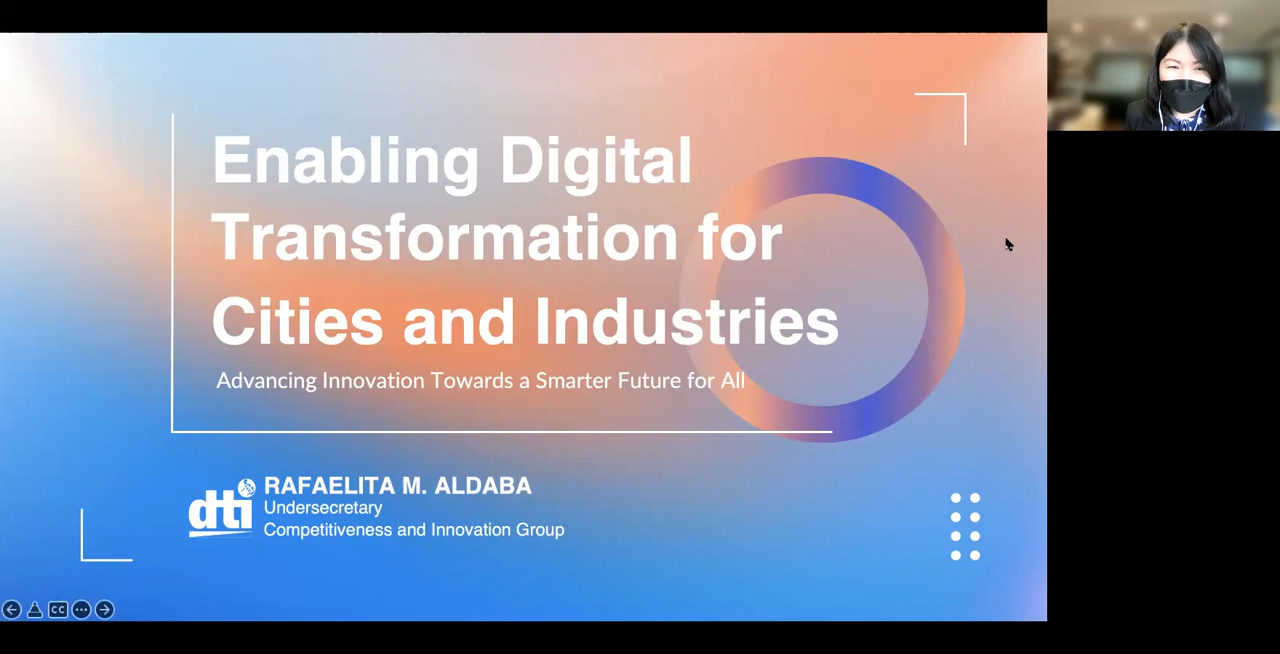 Enabling Digital
Transformation for
Cities and Industries
Advancing Innovation Towards a Smarter Future for All
dti
RAFAELITA M. ALDABA
Undersecretary
Competitiveness and Innovation Group
CC